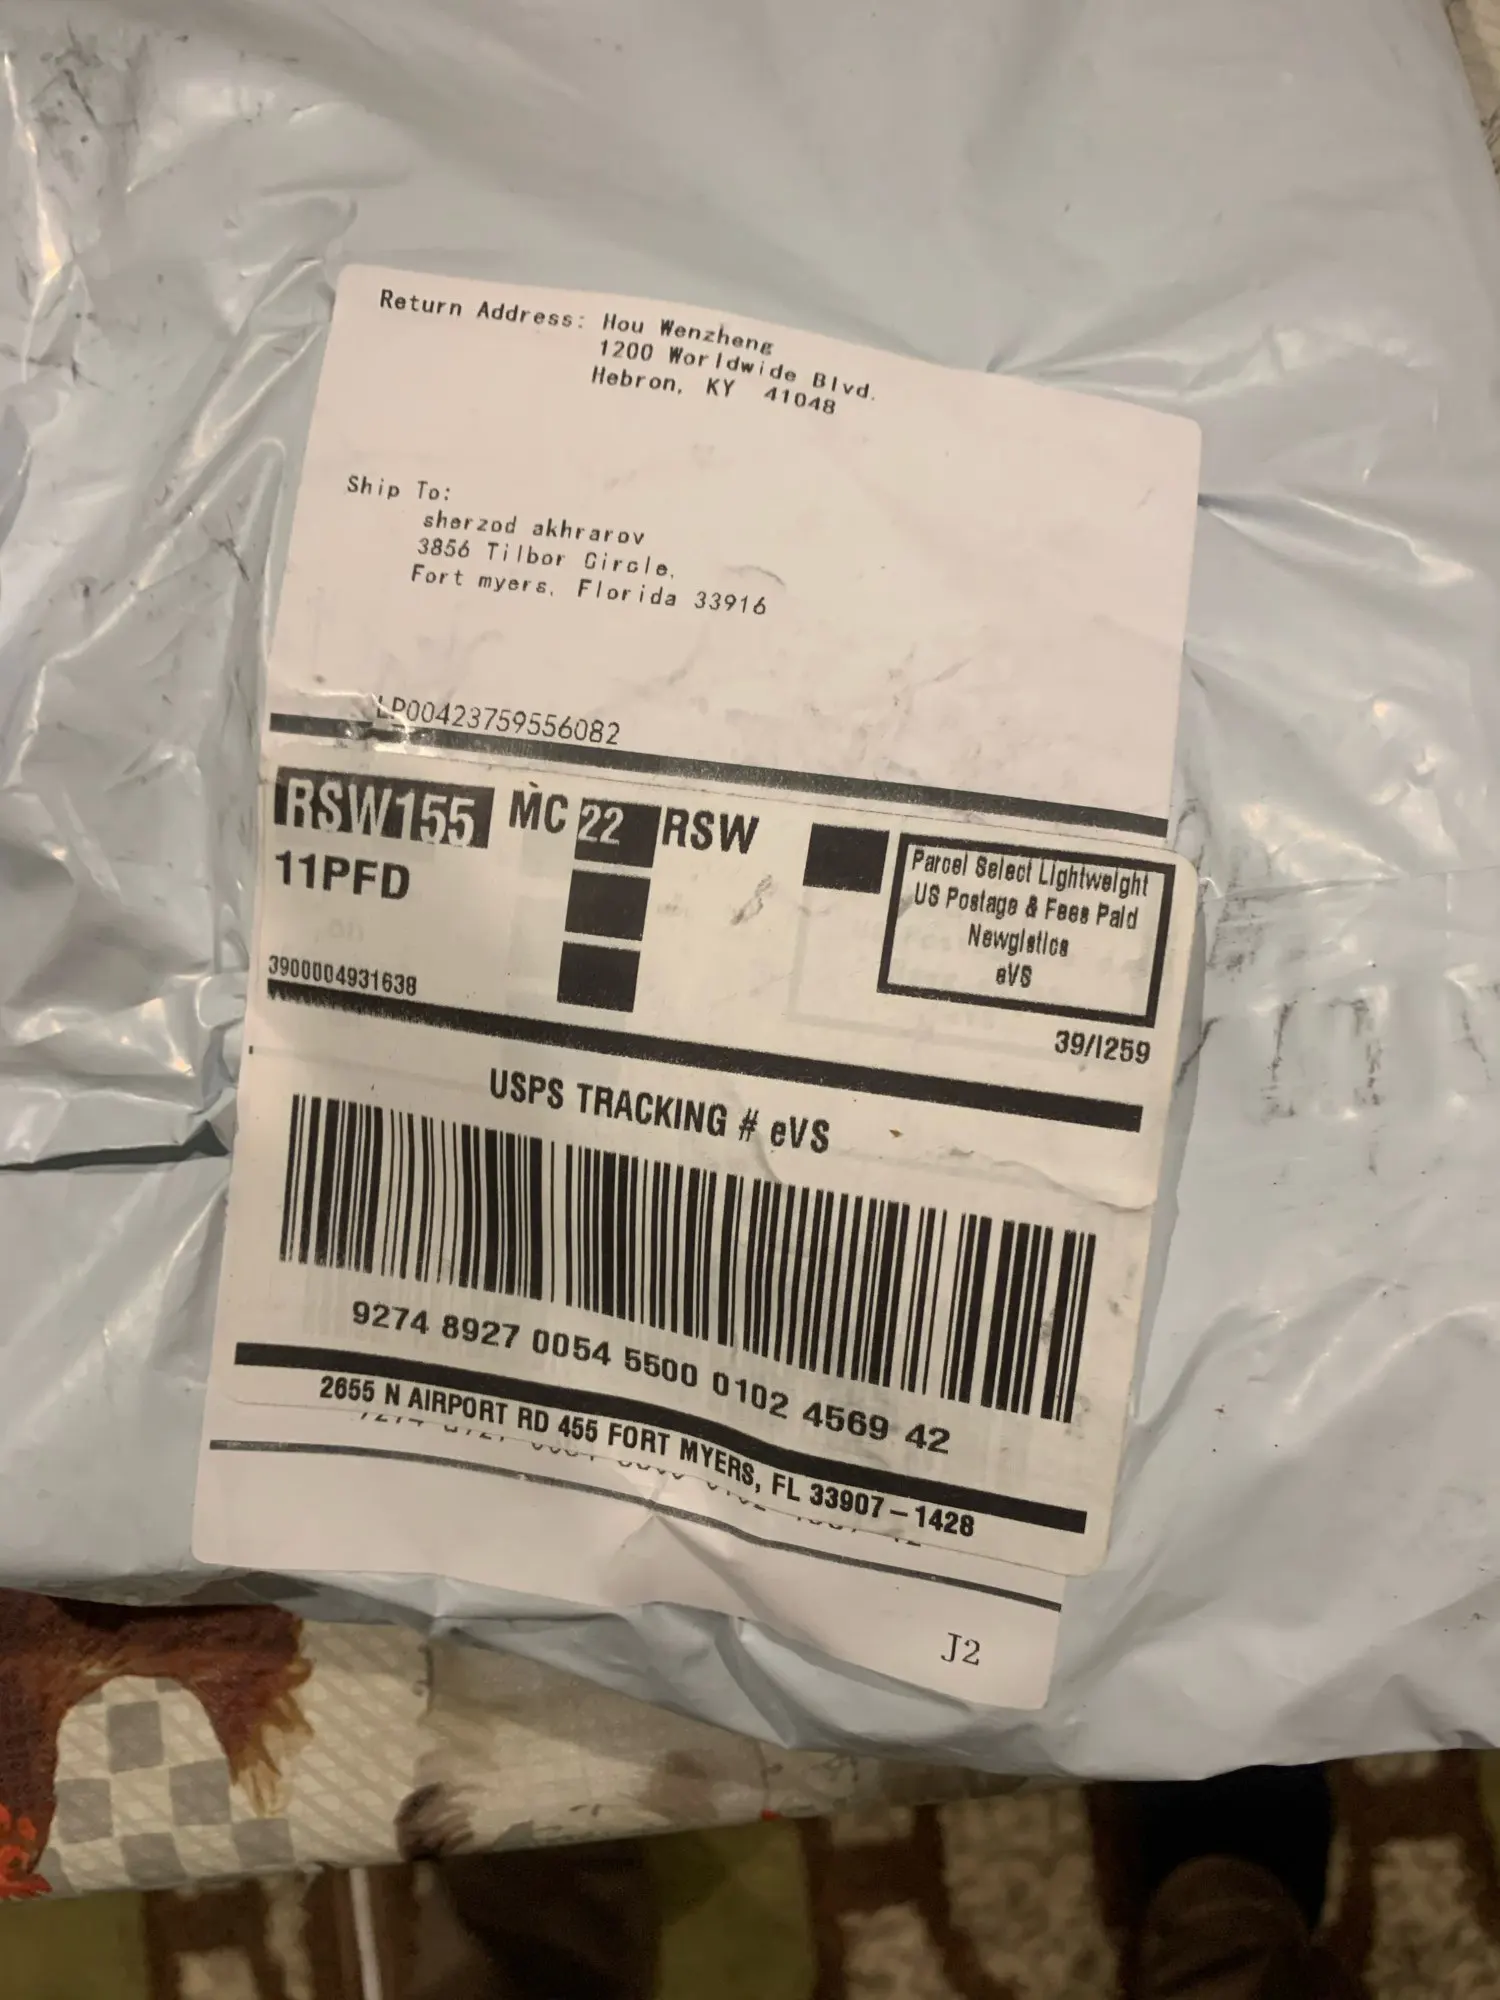 Return Address: Hou Wenzheng
1200 Worldwide Blvd.
Hebron, KY 41048
Ship To:
sherzod akhrarov
3856 Tilbor Circle,
Fort myers, Florida 33916
LP00423759556082
RSW155 MC 22 RSW
11PFD
3900004931638
Parcel Select Lightweight
US Postage & Fees Paid
Newgistics
eVS
39/I259
USPS TRACKING # eVS
9274 8927 0054 5500 0102 4569 42
2655 N AIRPORT RD 455 FORT MYERS, FL 33907-1428
J2